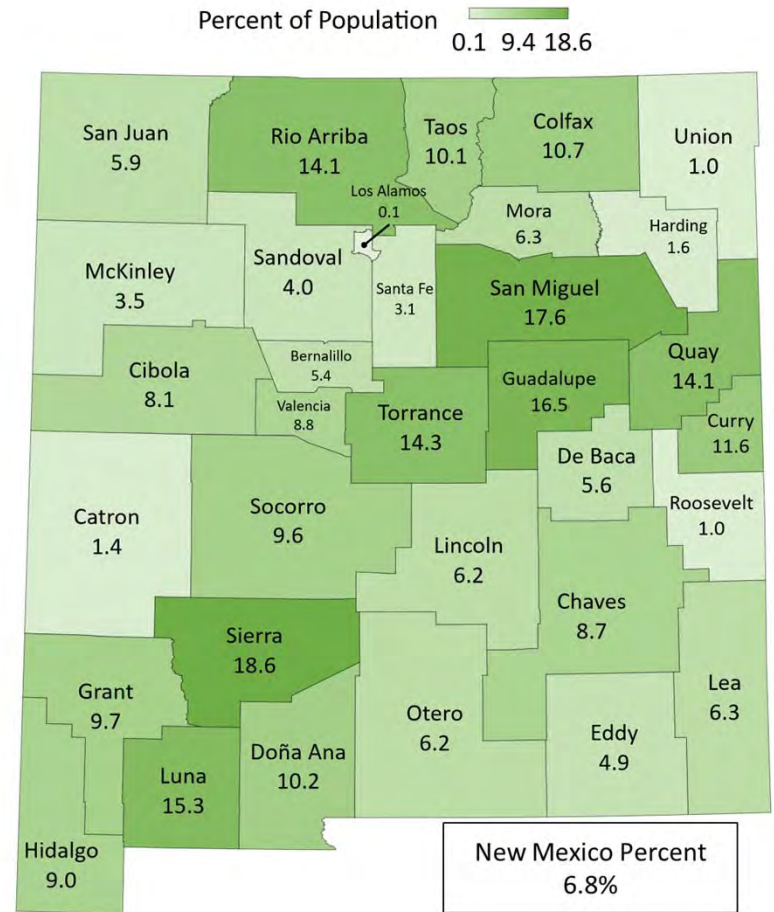 Percent of Population
0.1 9.4 18.6
San Juan
5.9
Rio Arriba
14.1
Taos
10.1
Colfax
10.7
Union
1.0
Los Alamos
0.1
Mora
6.3
Harding
1.6
McKinley
3.5
Sandoval
4.0
Santa Fe
3.1
San Miguel
17.6
Quay
14.1
Cibola
8.1
Bernalillo
5.4
Valencia
8.8
Torrance
14.3
Guadalupe
16.5
Curry
11.6
De Baca
5.6
Roosevelt
1.0
Catron
1.4
Socorro
9.6
Lincoln
6.2
Chaves
8.7
Sierra
18.6
Grant
9.7
Luna
15.3
Doña Ana
10.2
Otero
6.2
Eddy
4.9
Lea
6.3
Hidalgo
9.0
New Mexico Percent
6.8%